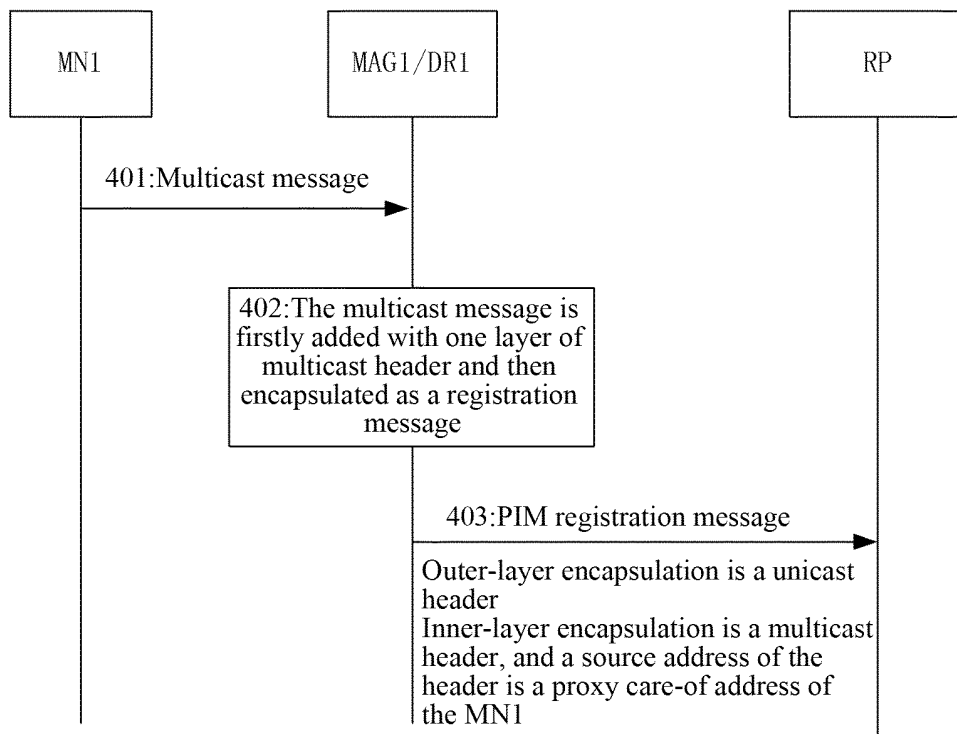 MN1
MAG1/DR1
RP
401:Multicast message
402:The multicast message is
firstly added with one layer of
multicast header and then
encapsulated as a registration
message
403:PIM registration message
Outer-layer encapsulation is a unicast
header
Inner-layer encapsulation is a multicast
header, and a source address of the
header is a proxy care-of address of
the MN1